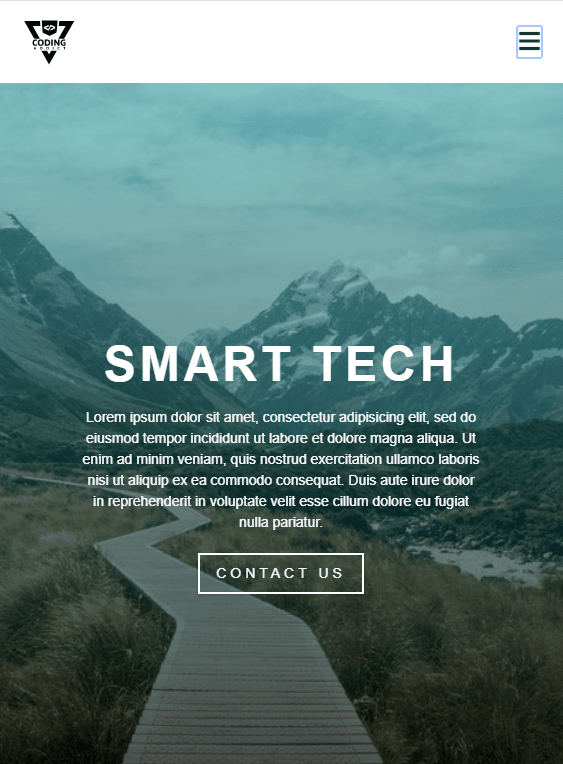 </>
CODING
ADDICT
SMART TECH
Lorem ipsum dolor sit amet, consectetur adipisicing elit, sed do
eiusmod tempor incididunt ut labore et dolore magna aliqua. Ut
enim ad minim veniam, quis nostrud exercitation ullamco laboris
nisi ut aliquip ex ea commodo consequat. Duis aute irure dolor
in reprehenderit in voluptate velit esse cillum dolore eu fugiat
nulla pariatur.
CONTACT US